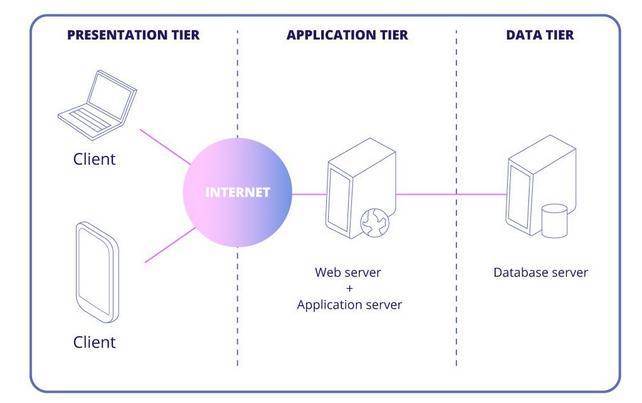 PRESENTATION TIER
APPLICATION TIER
DATA TIER
Client
INTERNET
Client
Web server
+
Application server
Database server